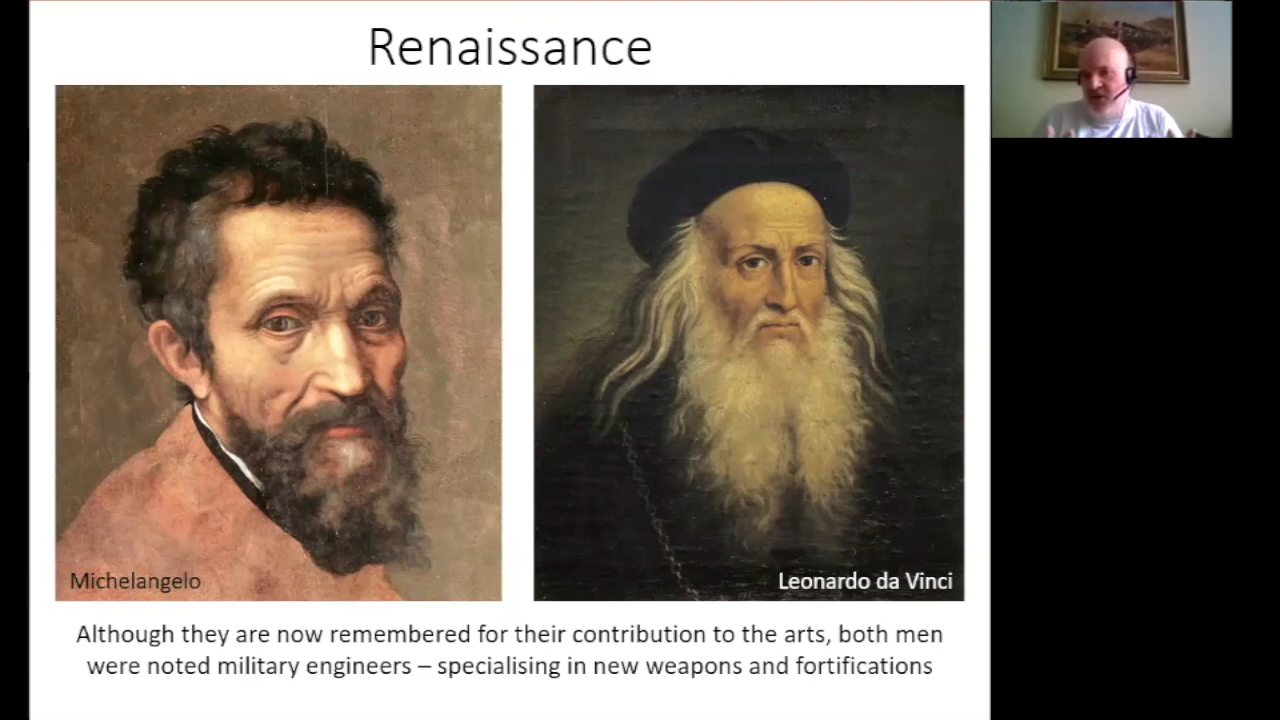 Renaissance
Michelangelo
Leonardo da Vinci
Although they are now remembered for their contribution to the arts, both men
were noted military engineers – specialising in new weapons and fortifications